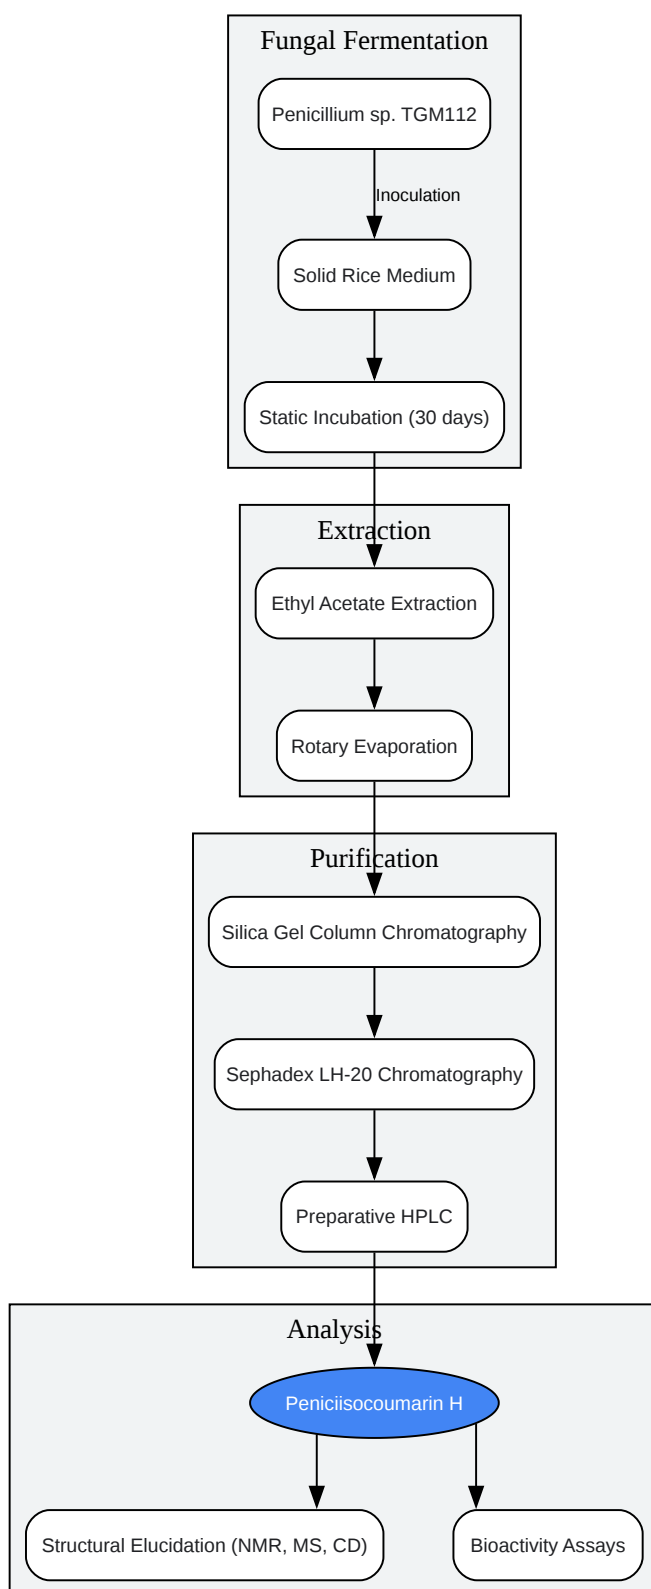 Fungal Fermentation
Penicillium sp. TGM112
Inoculation
Solid Rice Medium
Static Incubation (30 days)
Extraction
Ethyl Acetate Extraction
Rotary Evaporation
Purification
Silica Gel Column Chromatography
Sephadex LH-20 Chromatography
Preparative HPLC
Analysis
Peniciisocoumarin H
Structural Elucidation (NMR, MS, CD)
Bioactivity Assays